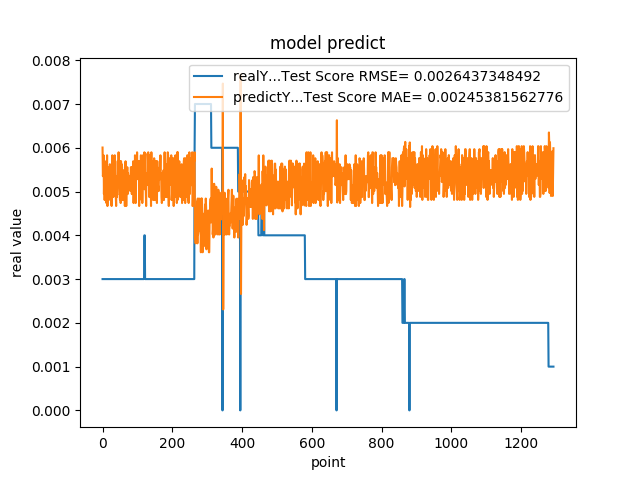 model predict
realY...Test Score RMSE= 0.0026437348492
predictY...Test Score MAE= 0.00245381562776
0.008
0.007
0.006
0.005
0.004
0.003
0.002
0.001
0.000
real value
0 200 400 600 800 1000 1200
point